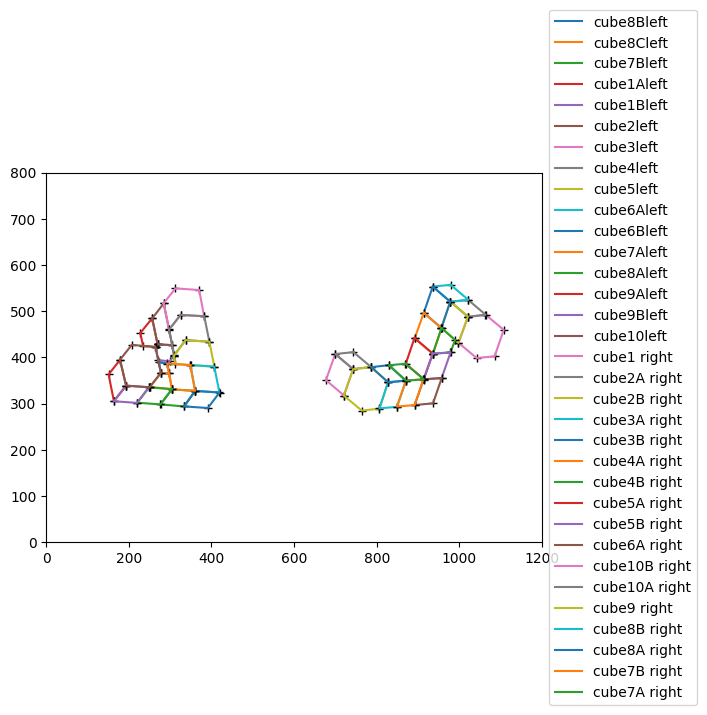 cube8Bleft
cube8Cleft
cube7Bleft
cube1Aleft
cube1Bleft
cube2left
cube3left
cube4left
cube5left
cube6Aleft
cube6Bleft
cube7Aleft
cube8Aleft
cube9Aleft
cube9Bleft
cube10left
cube1 right
cube2A right
cube2B right
cube3A right
cube3B right
cube4A right
cube4B right
cube5A right
cube5B right
cube6A right
cube10B right
cube10A right
cube9 right
cube8B right
cube8A right
cube7B right
cube7A right
800
700
600
500
400
300
200
100
0
0 200 400 600 800 1000 1200